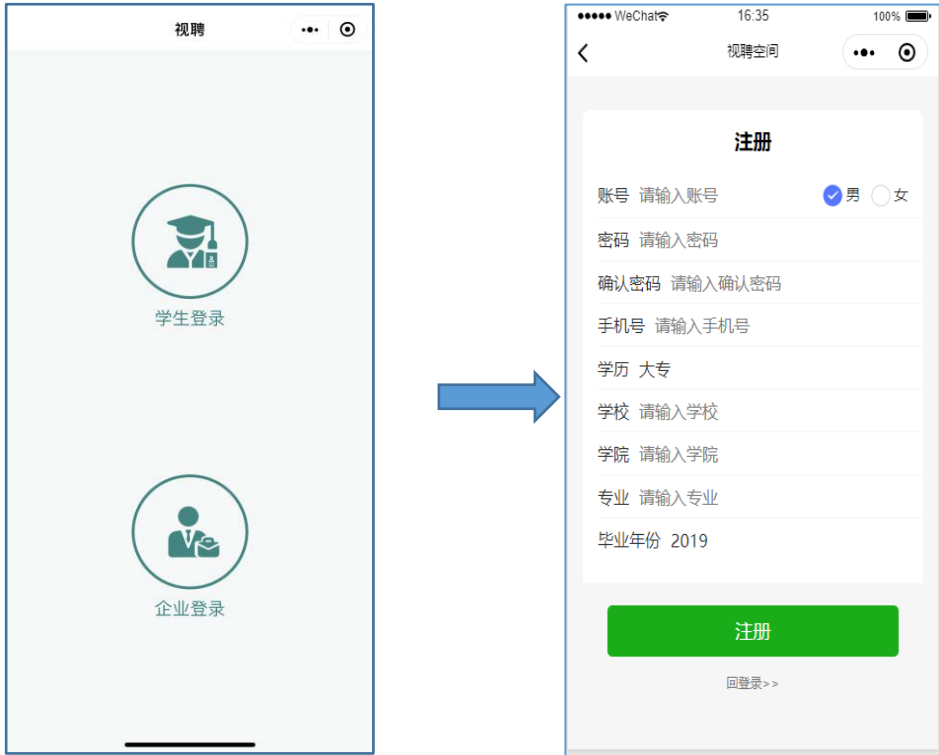 视聘
学生登录
企业登录
WeChat 16:35 100%
视聘空间
注册
账号 请输入账号 男 女
密码 请输入密码
确认密码 请输入确认密码
手机号 请输入手机号
学历 大专
学校 请输入学校
学院 请输入学院
专业 请输入专业
毕业年份 2019
注册
回登录>>